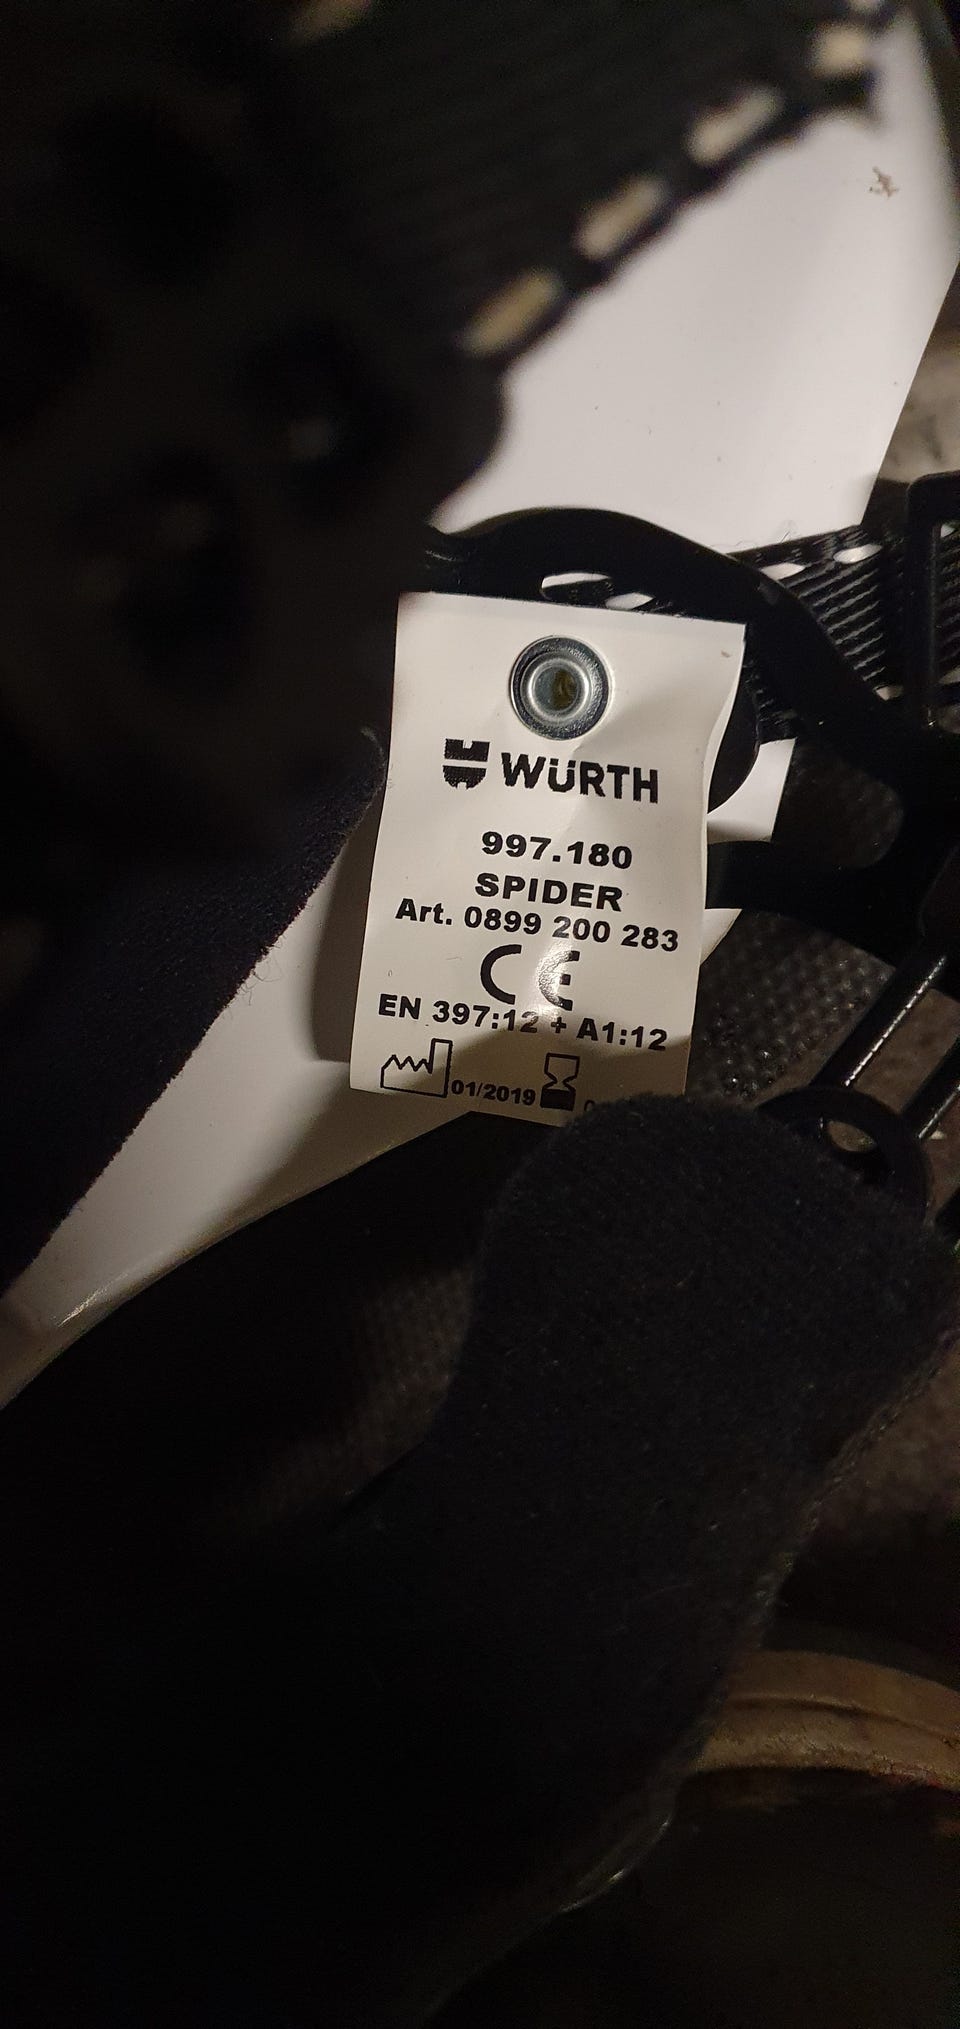 WÜRTH
997.180
SPIDER
Art. 0899 200 283
CE
EN 397:12 + A1:12
01/2019